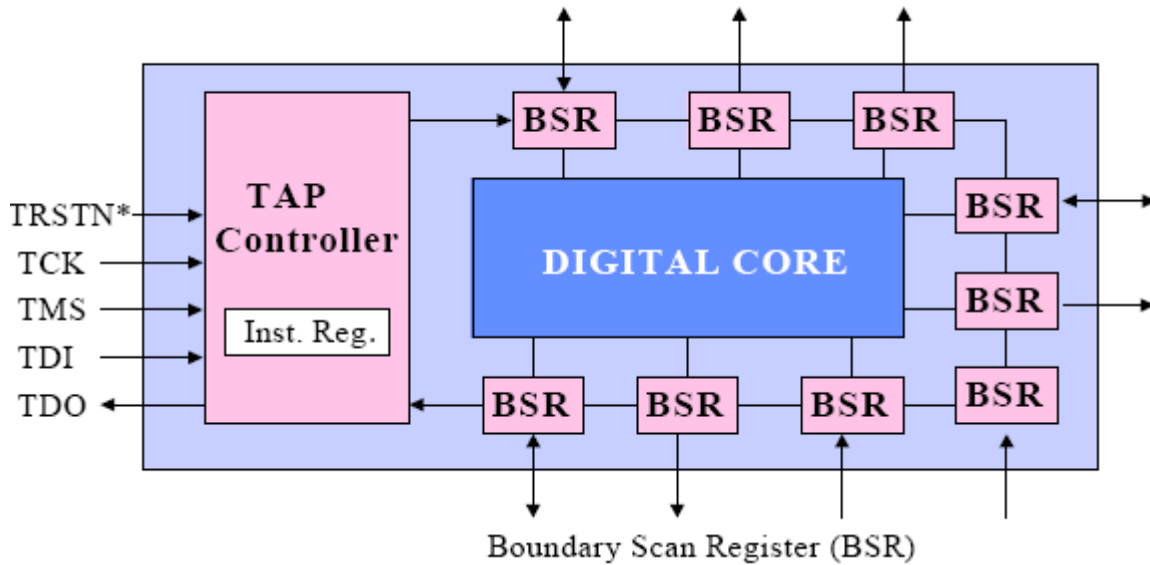 BSR
BSR
BSR
TAP
Controller
TRSTN*
TCK
TMS
TDI
TDO
Inst. Reg.
DIGITAL CORE
BSR
BSR
BSR
BSR
BSR
BSR
Boundary Scan Register (BSR)